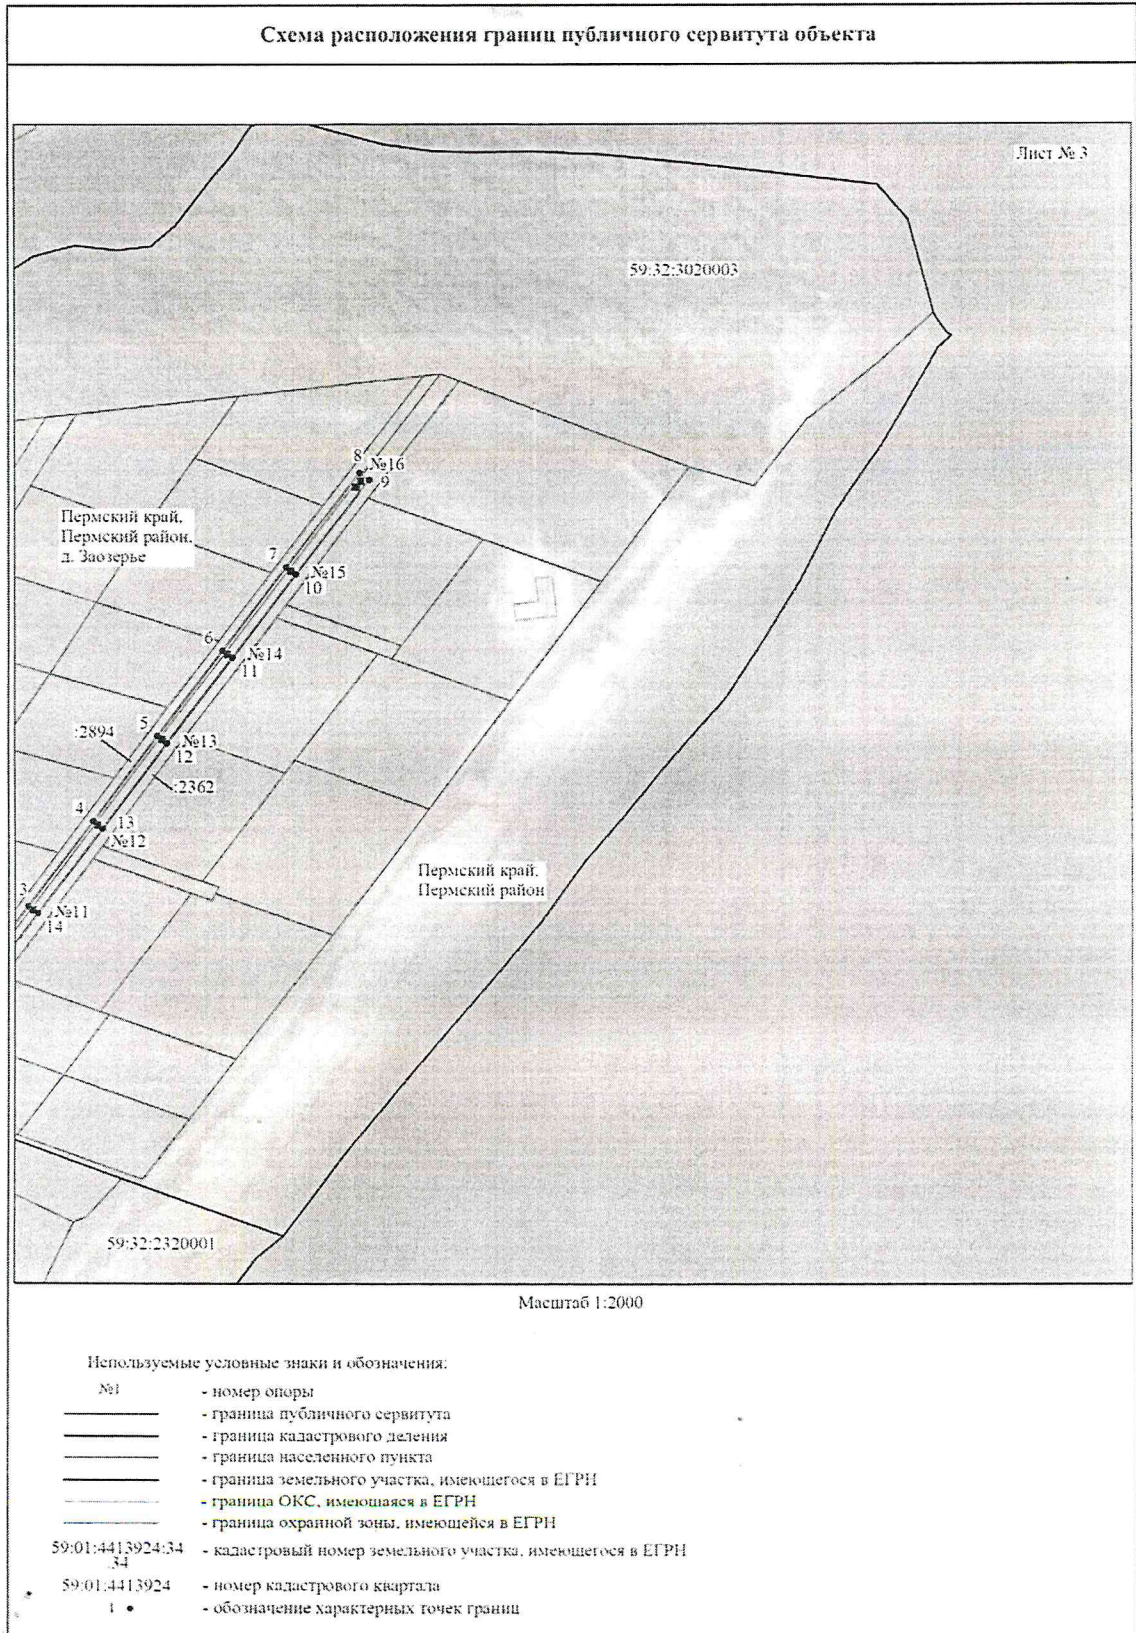 Схема расположения границ публичного сервитута объекта
Лист № 3
59:32:3020003
8
№16
9
Пермский край,
Пермский район,
д. Заозерье
7
№15
10
6
№14
11
5
:2894
№13
12
:2362
4
13
№12
Пермский край,
Пермский район
3
№11
14
59:32:2320001
Масштаб 1:2000
Используемые условные знаки и обозначения:
№1 - номер опоры
- граница публичного сервитута
- граница кадастрового деления
- граница населенного пункта
- граница земельного участка, имеющегося в ЕГРН
- граница ОКС, имеющаяся в ЕГРН
- граница охранной зоны, имеющейся в ЕГРН
59:01:4413924:34 - кадастровый номер земельного участка, имеющегося в ЕГРН
:34
59:01:4413924 - номер кадастрового квартала
1 • - обозначение характерных точек границ